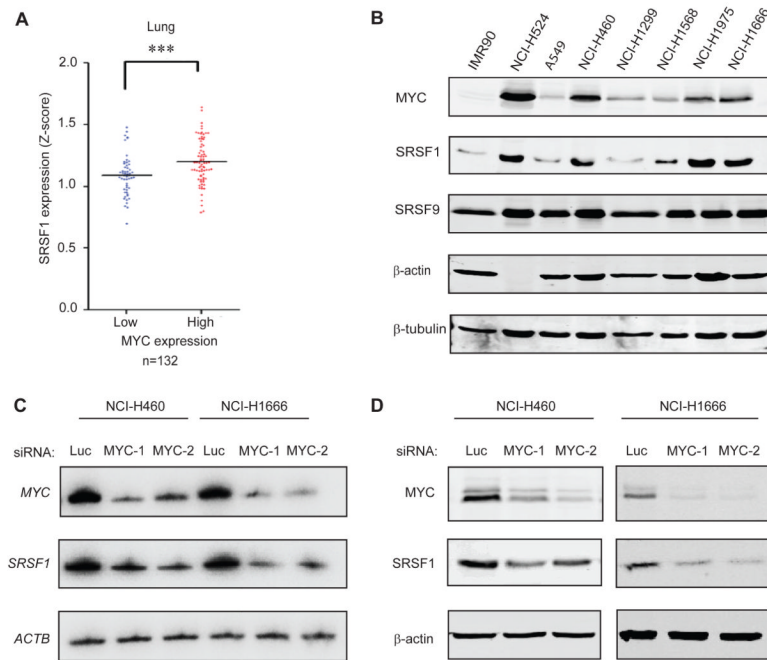 A
Lung
***
2.0
1.5
1.0
0.5
0.0
SRSF1 expression (Z-score)
Low High
MYC expression
n=132
B
IMR90 NCI-H524 A549 NCI-H460 NCI-H1299 NCI-H1568 NCI-H1975 NCI-H1666
MYC
SRSF1
SRSF9
β-actin
β-tubulin
C
NCI-H460 NCI-H1666
siRNA: Luc MYC-1 MYC-2 Luc MYC-1 MYC-2
MYC
SRSF1
ACTB
D
NCI-H460 NCI-H1666
siRNA: Luc MYC-1 MYC-2 Luc MYC-1 MYC-2
MYC
SRSF1
β-actin